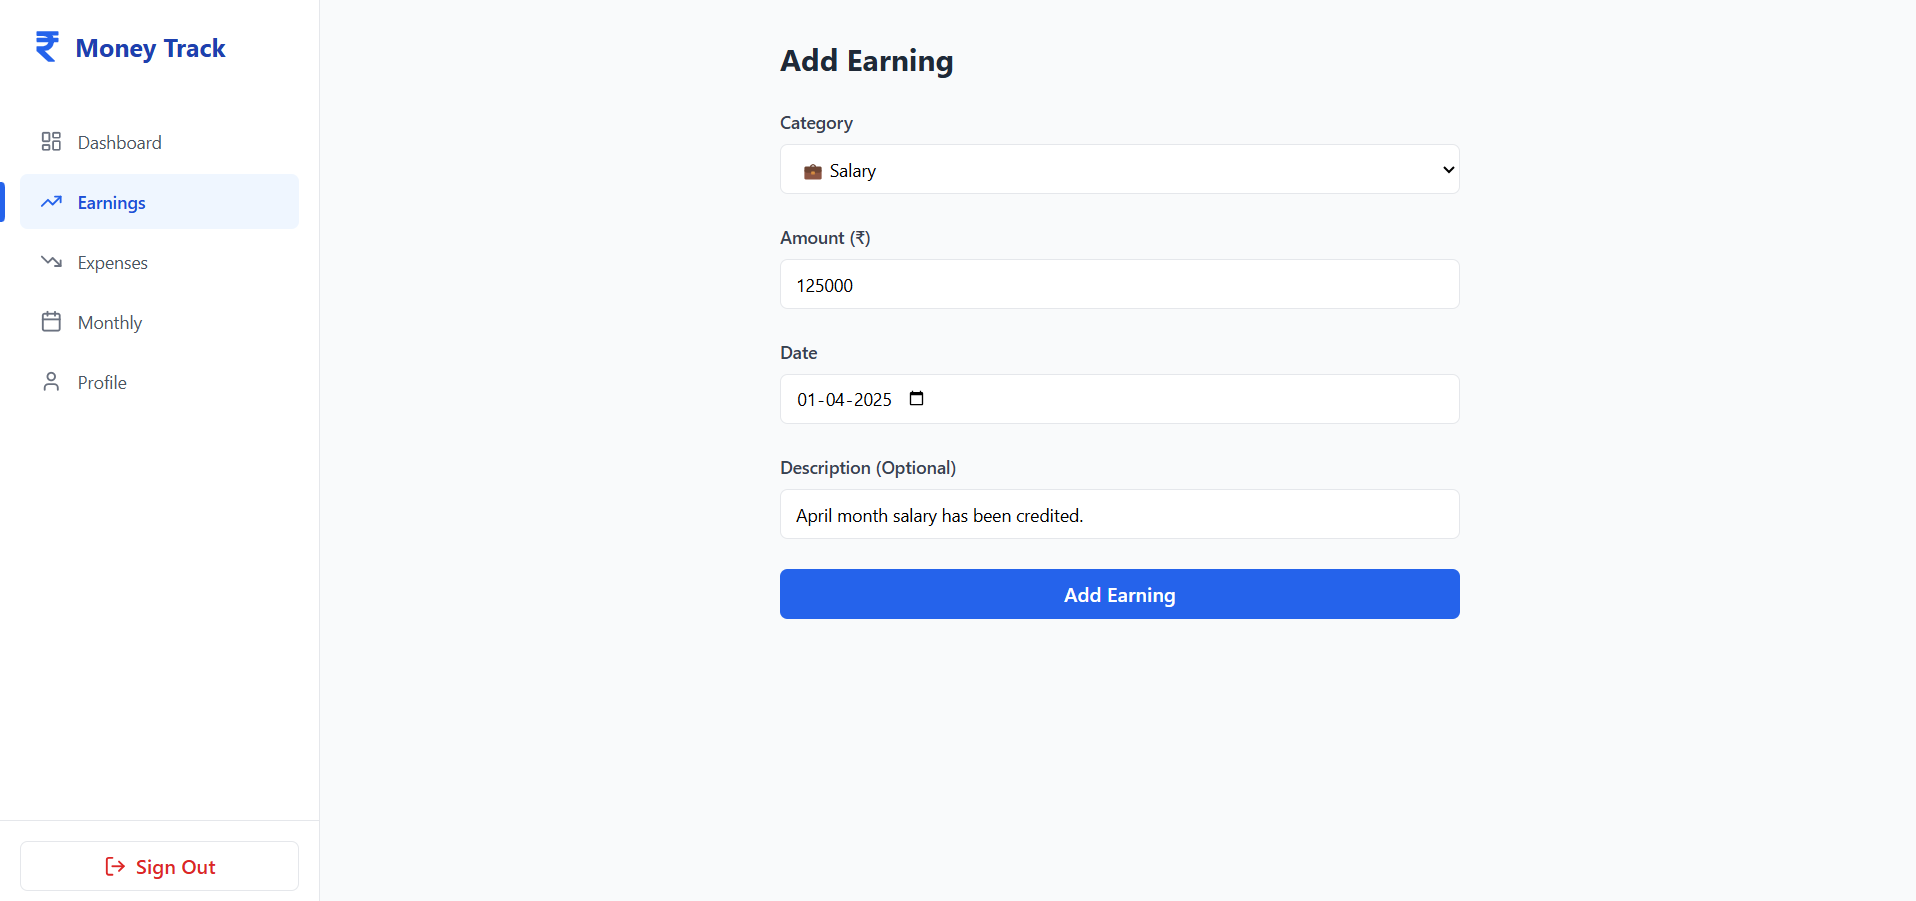 ₹ Money Track
Dashboard
Earnings
Expenses
Monthly
Profile
Sign Out
Add Earning
Category
💼 Salary
Amount (₹)
125000
Date
01-04-2025
Description (Optional)
April month salary has been credited.
Add Earning